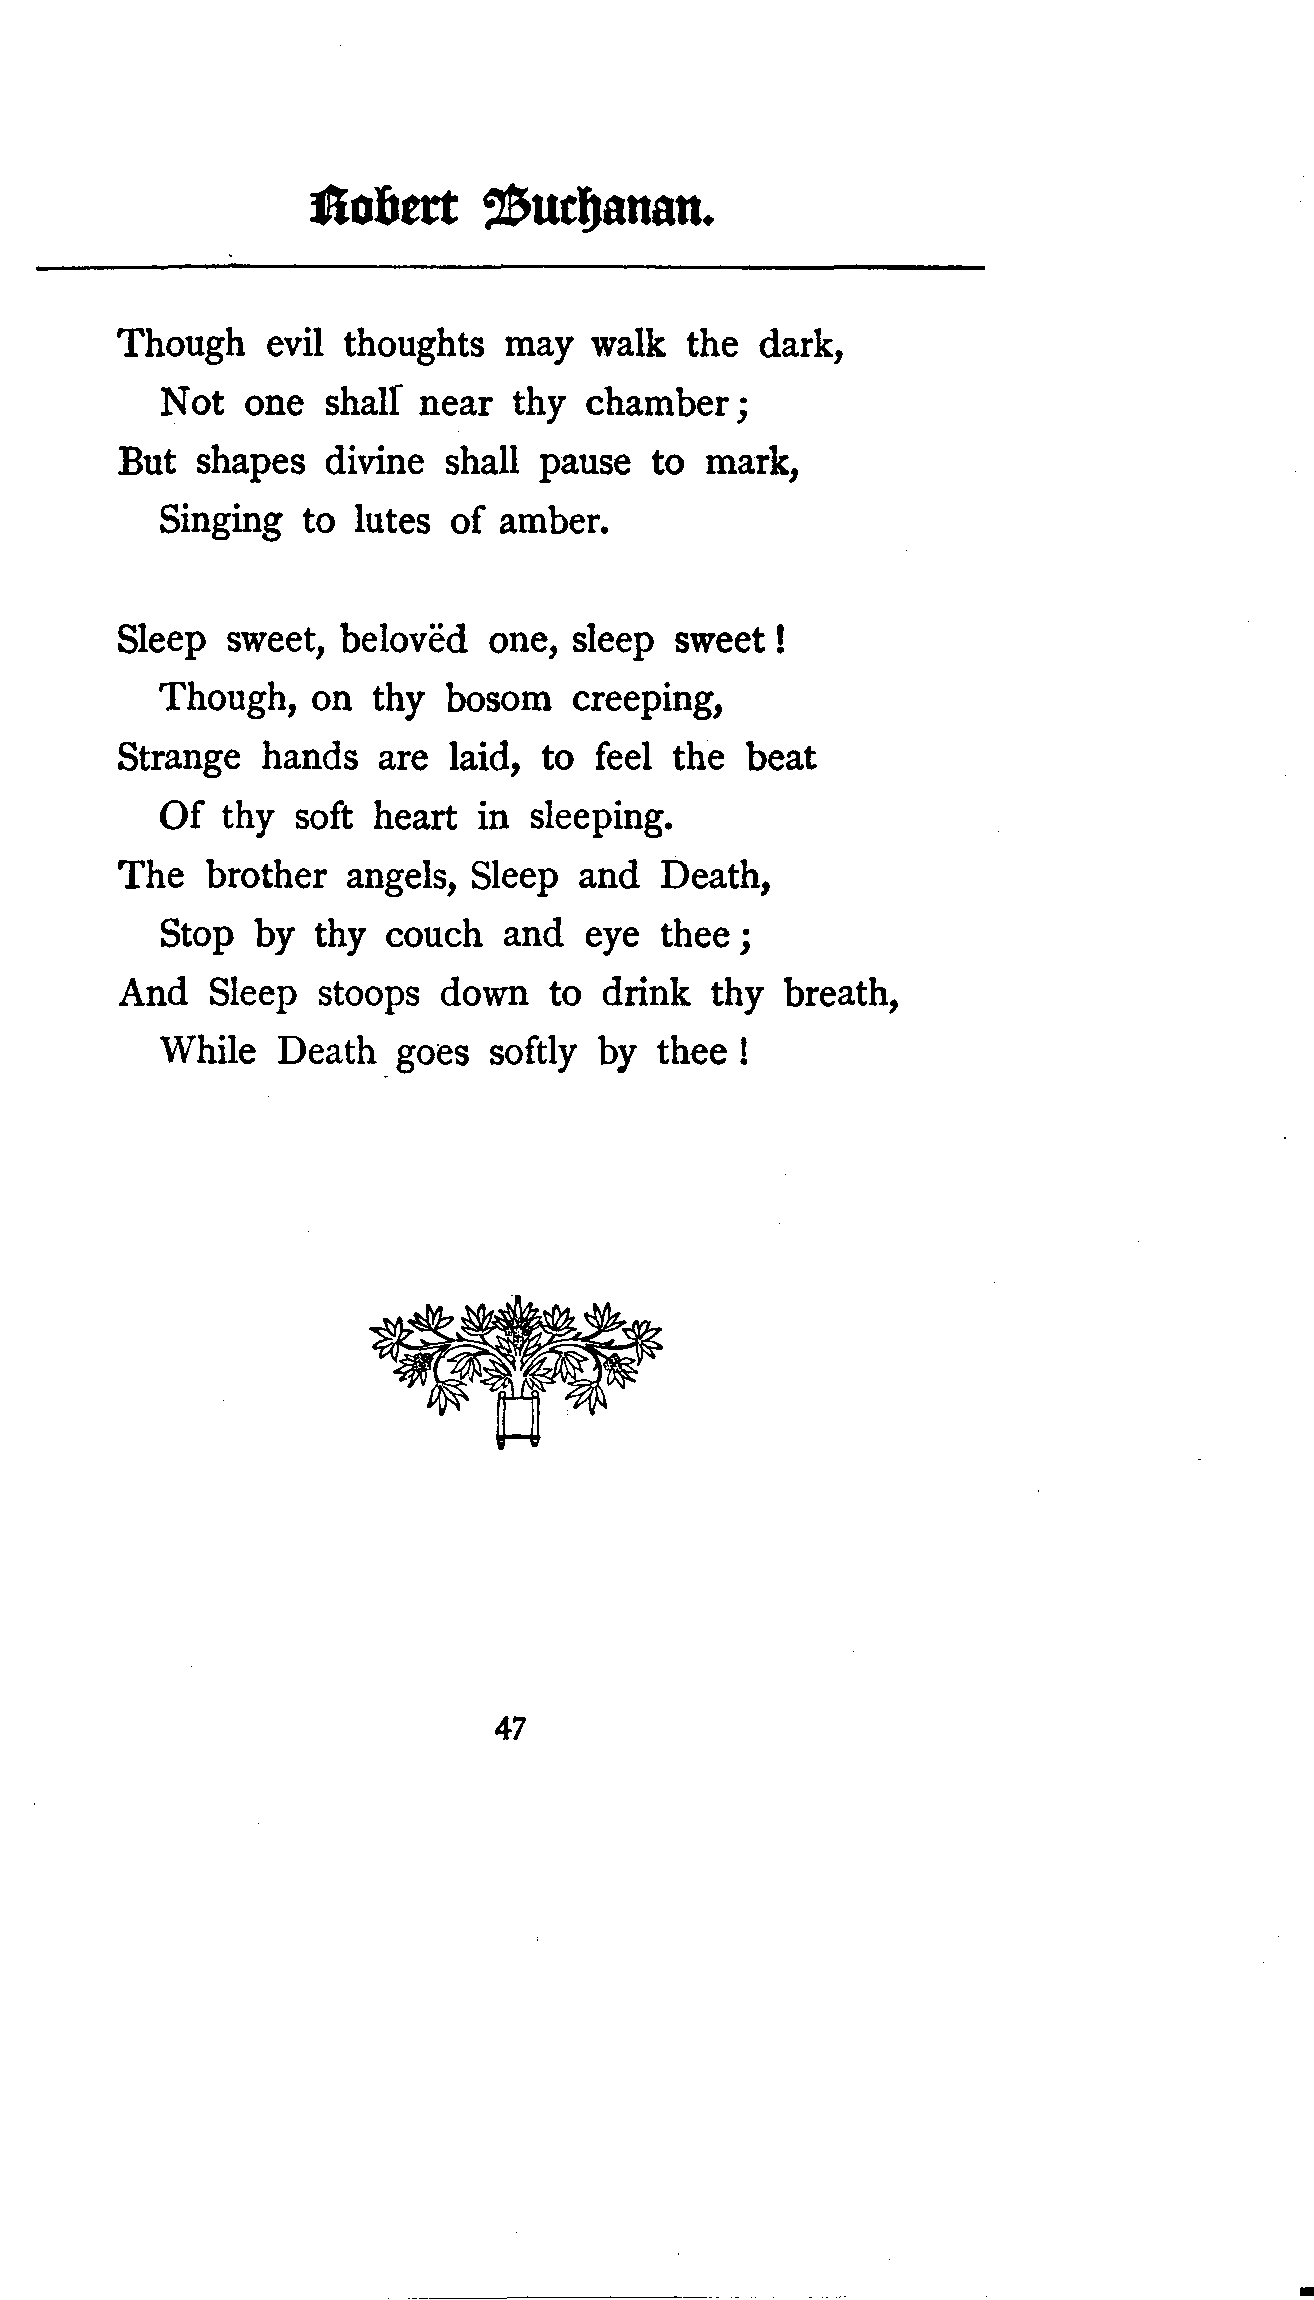 Robert Buchanan.
Though evil thoughts may walk the dark,
Not one shall near thy chamber;
But shapes divine shall pause to mark,
Singing to lutes of amber.
Sleep sweet, belovëd one, sleep sweet!
Though, on thy bosom creeping,
Strange hands are laid, to feel the beat
Of thy soft heart in sleeping.
The brother angels, Sleep and Death,
Stop by thy couch and eye thee;
And Sleep stoops down to drink thy breath,
While Death goes softly by thee!
47